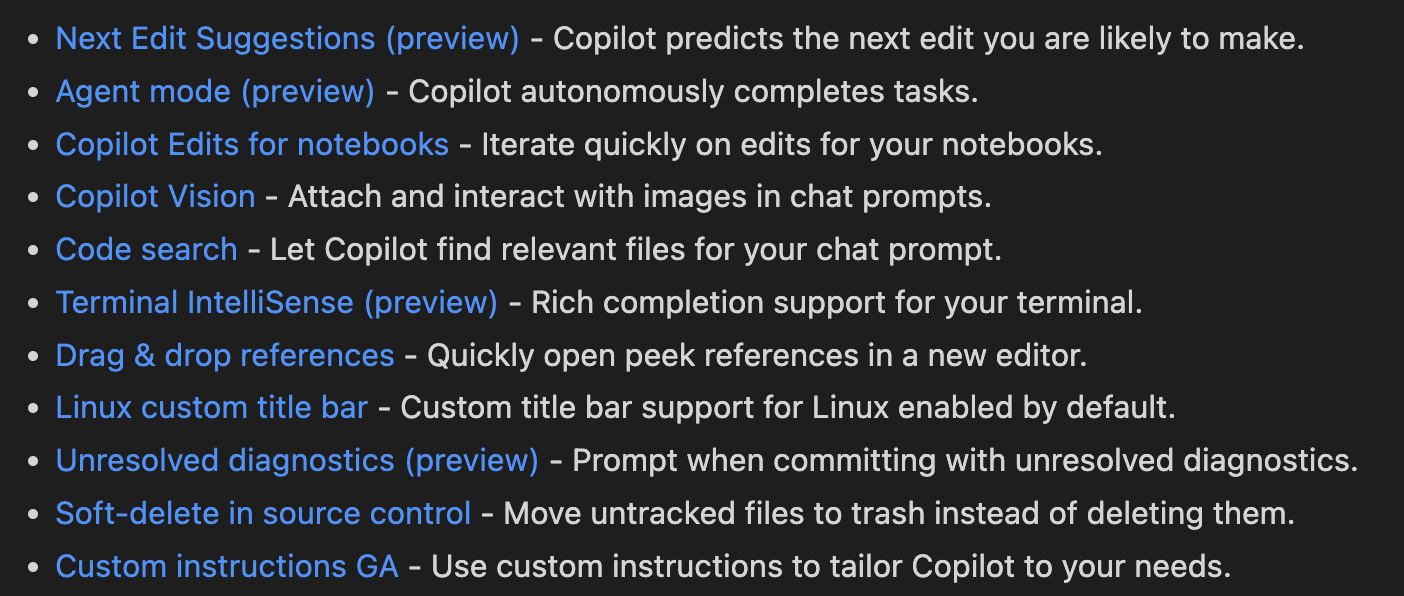 • Next Edit Suggestions (preview) - Copilot predicts the next edit you are likely to make.
• Agent mode (preview) - Copilot autonomously completes tasks.
• Copilot Edits for notebooks - Iterate quickly on edits for your notebooks.
• Copilot Vision - Attach and interact with images in chat prompts.
• Code search - Let Copilot find relevant files for your chat prompt.
• Terminal IntelliSense (preview) - Rich completion support for your terminal.
• Drag & drop references - Quickly open peek references in a new editor.
• Linux custom title bar - Custom title bar support for Linux enabled by default.
• Unresolved diagnostics (preview) - Prompt when committing with unresolved diagnostics.
• Soft-delete in source control - Move untracked files to trash instead of deleting them.
• Custom instructions GA - Use custom instructions to tailor Copilot to your needs.